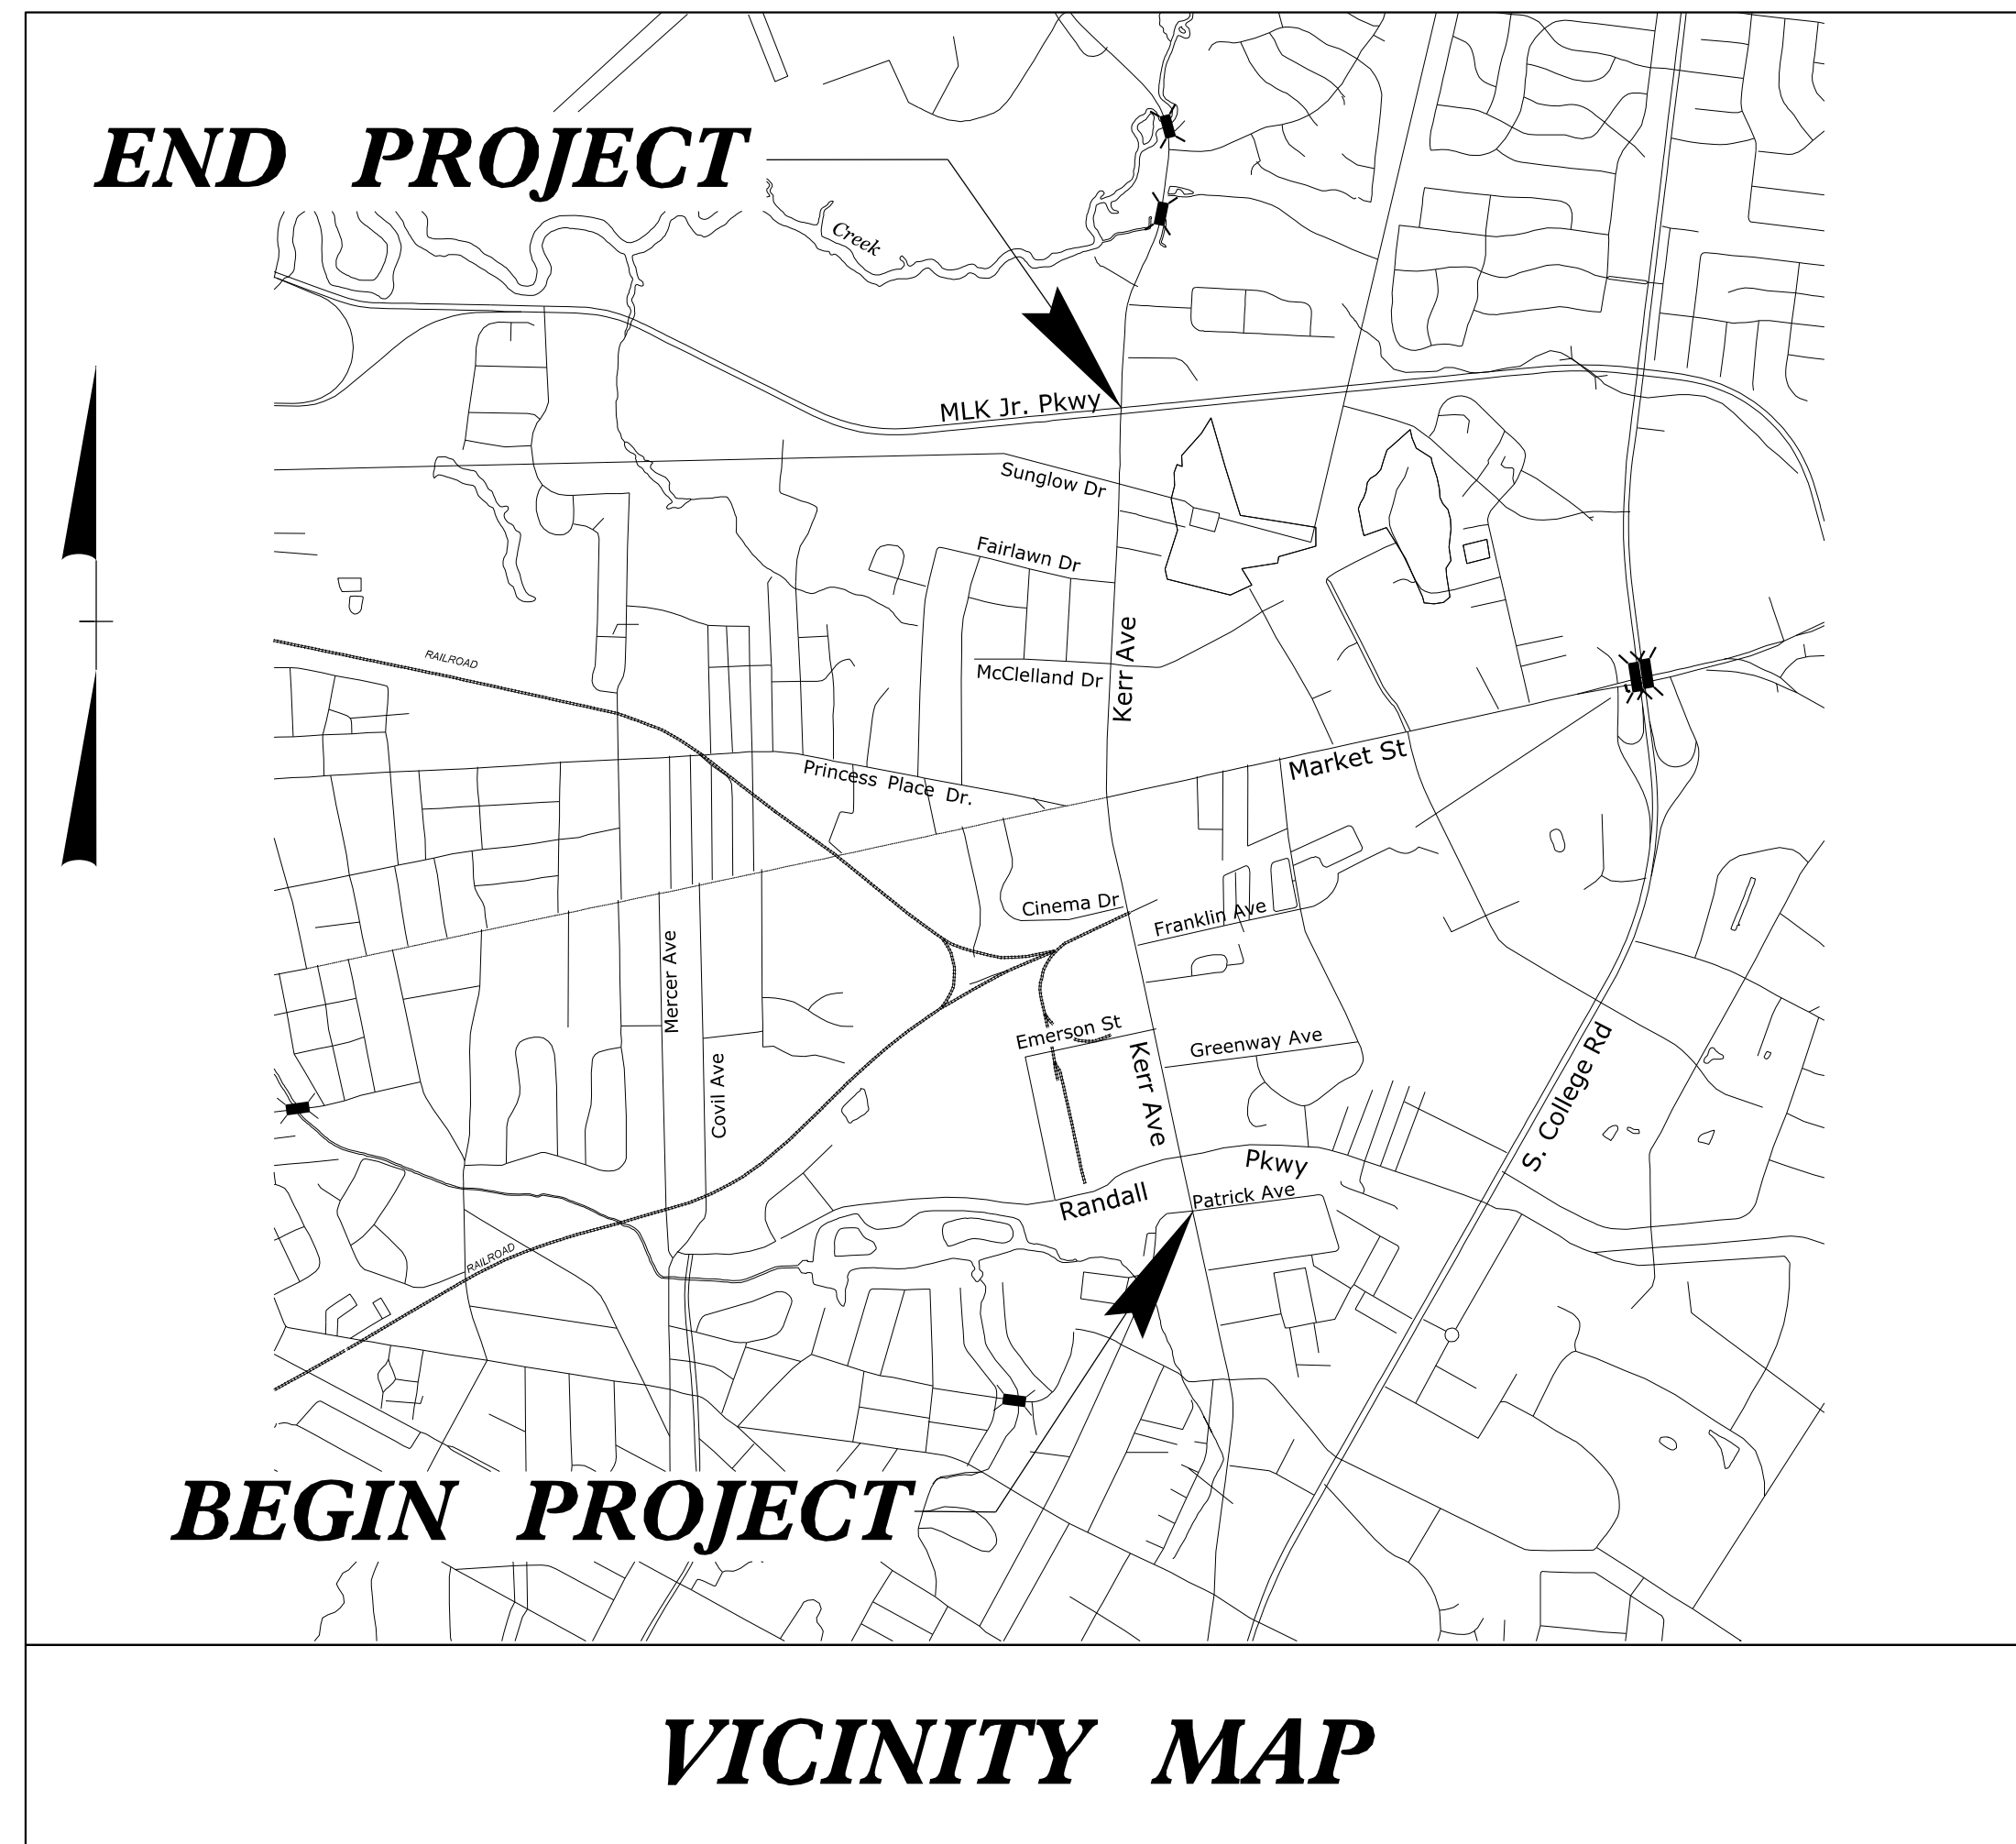 END PROJECT
Creek
MLK Jr. Pkwy
Sunglow Dr
Fairlawn Dr
Kerr Ave
RAILROAD
McClelland Dr
Market St
Princess Place Dr.
Cinema Dr
Franklin Ave
Mercer Ave
Emerson St
Greenway Ave
Kerr Ave
Covil Ave
S. College Rd
Pkwy
Randall
Patrick Ave
RAILROAD
BEGIN PROJECT
VICINITY MAP